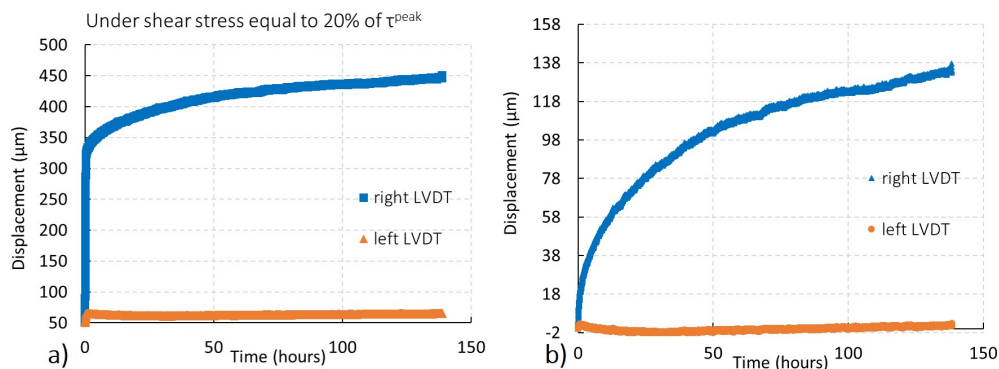 Under shear stress equal to 20% of τpeak
Displacement (µm)
500
450
400
350
300
250
200
150
100
50
0
50
100
150
Time (hours)
right LVDT
left LVDT
a)
Displacement (µm)
158
138
118
98
78
58
38
18
-2
0
50
100
150
Time (hours)
right LVDT
left LVDT
b)